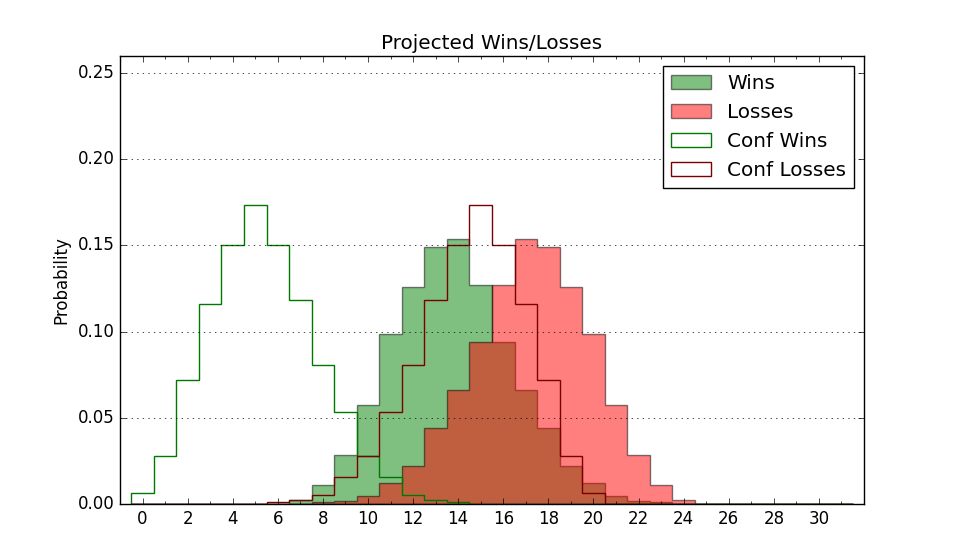 Projected Wins/Losses
0.25
0.20
0.15
0.10
0.05
0.00
Probability
Wins
Losses
Conf Wins
Conf Losses
0 2 4 6 8 10 12 14 16 18 20 22 24 26 28 30